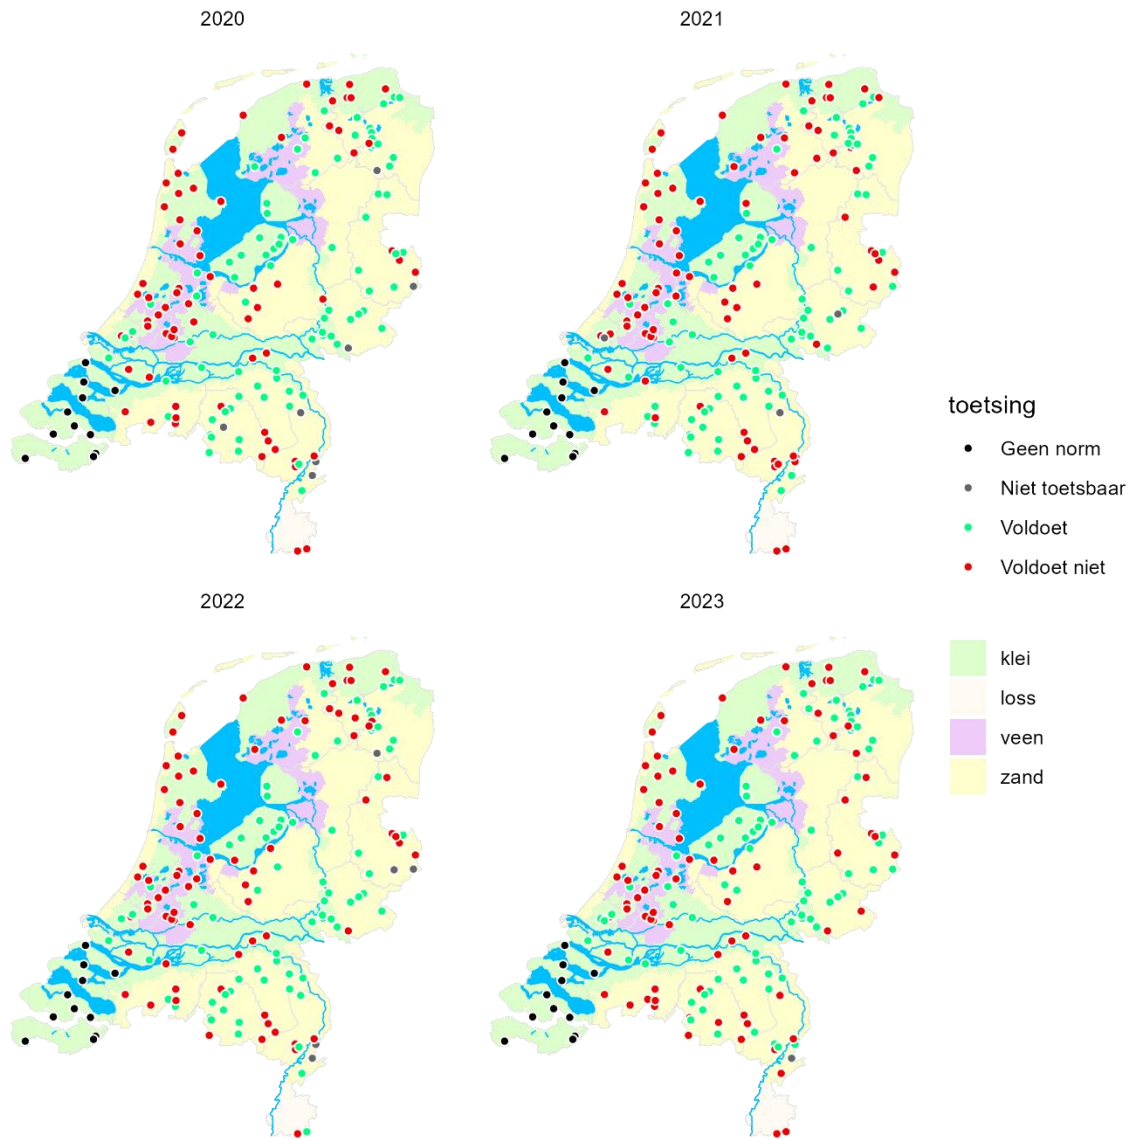 2020
2021
toetsing
Geen norm
Niet toetsbaar
Voldoet
Voldoet niet
2022
2023
klei
loss
veen
zand